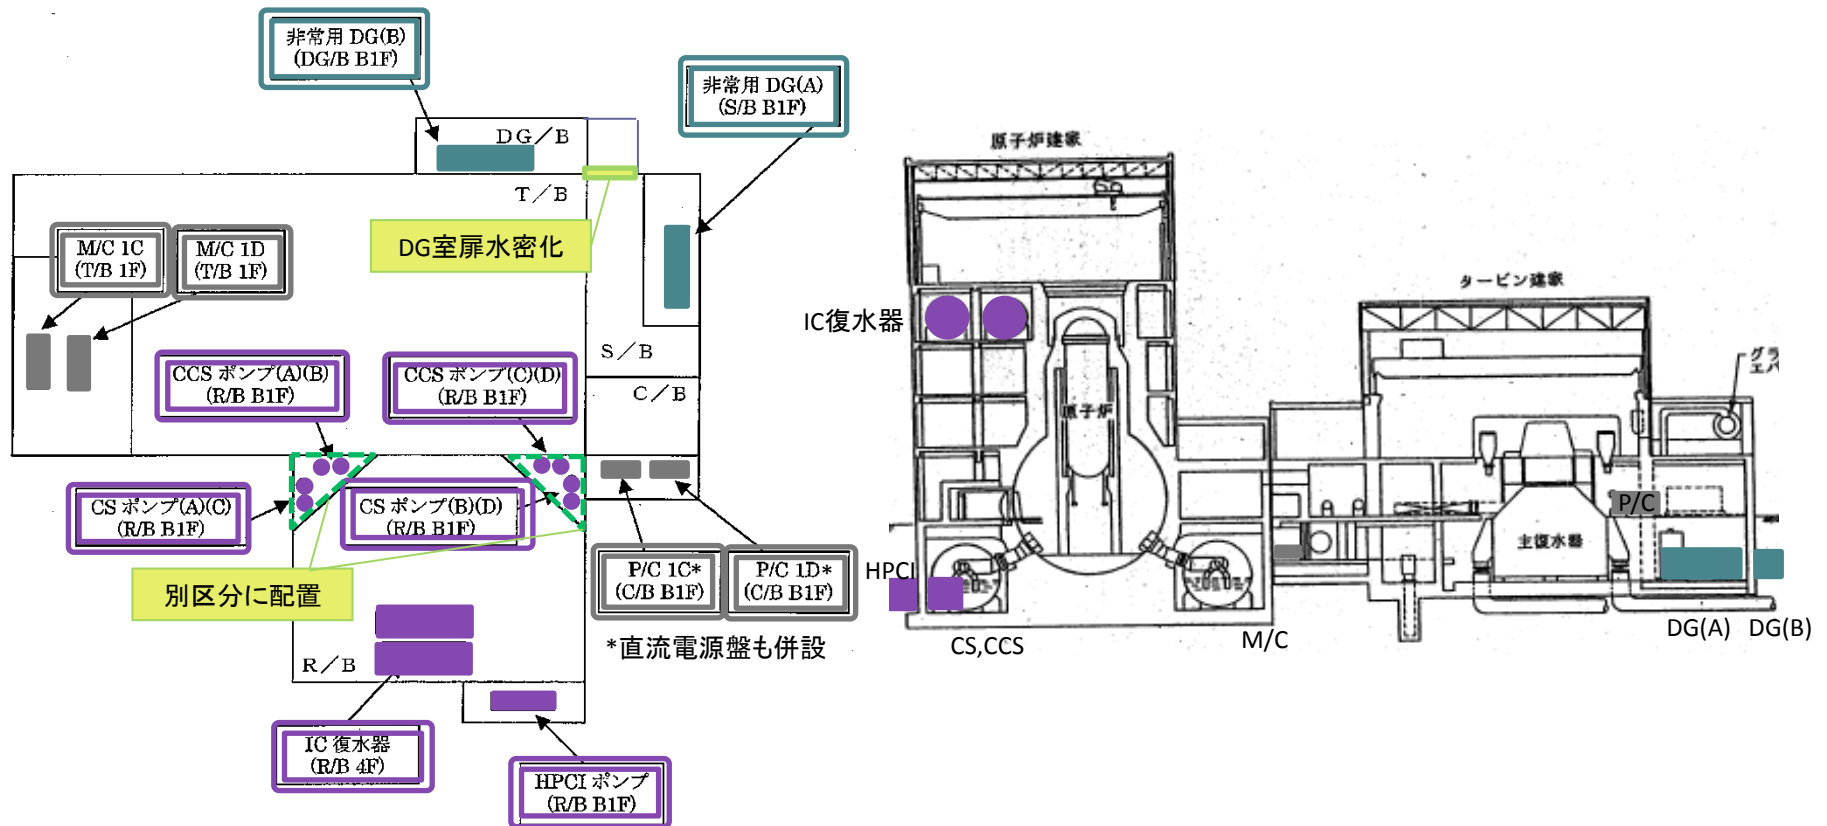 非常用 DG(B)
(DG/B B1F)
非常用 DG(A)
(S/B B1F)
DG／B
T／B
DG室扉水密化
M/C 1C
(T/B 1F)
M/C 1D
(T/B 1F)
S／B
C／B
CCS ポンプ(A)(B)
(R/B B1F)
CCS ポンプ(C)(D)
(R/B B1F)
CS ポンプ(A)(C)
(R/B B1F)
CS ポンプ(B)(D)
(R/B B1F)
別区分に配置
P/C 1C*
(C/B B1F)
P/C 1D*
(C/B B1F)
*直流電源盤も併設
R／B
IC 復水器
(R/B 4F)
HPCI ポンプ
(R/B B1F)
原子炉建家
IC復水器
原子炉
タービン建家
グラ
エバ
P/C
主復水器
HPCI
CS,CCS
M/C
DG(A)
DG(B)